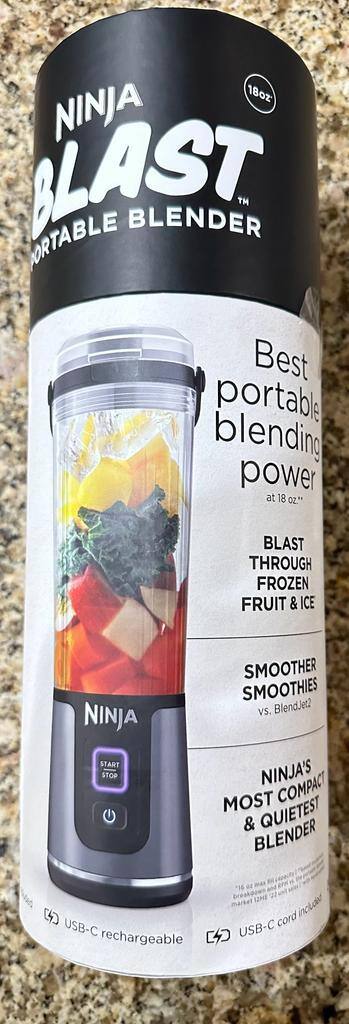 NINJA
18oz*
BLAST™
PORTABLE BLENDER
Best
portable
blending
power
at 18 oz.**
BLAST
THROUGH
FROZEN
FRUIT & ICE
SMOOTHER
SMOOTHIES
vs. BlendJet2
NINJA
START
STOP
NINJA'S
MOST COMPACT
& QUIETEST
BLENDER
USB-C rechargeable
USB-C cord included